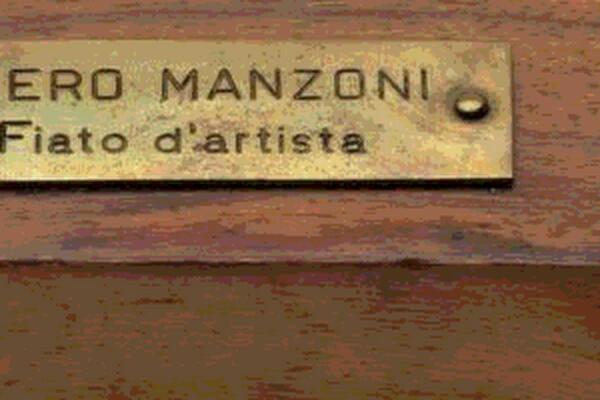 ERO MANZONI
Fiato d'artista